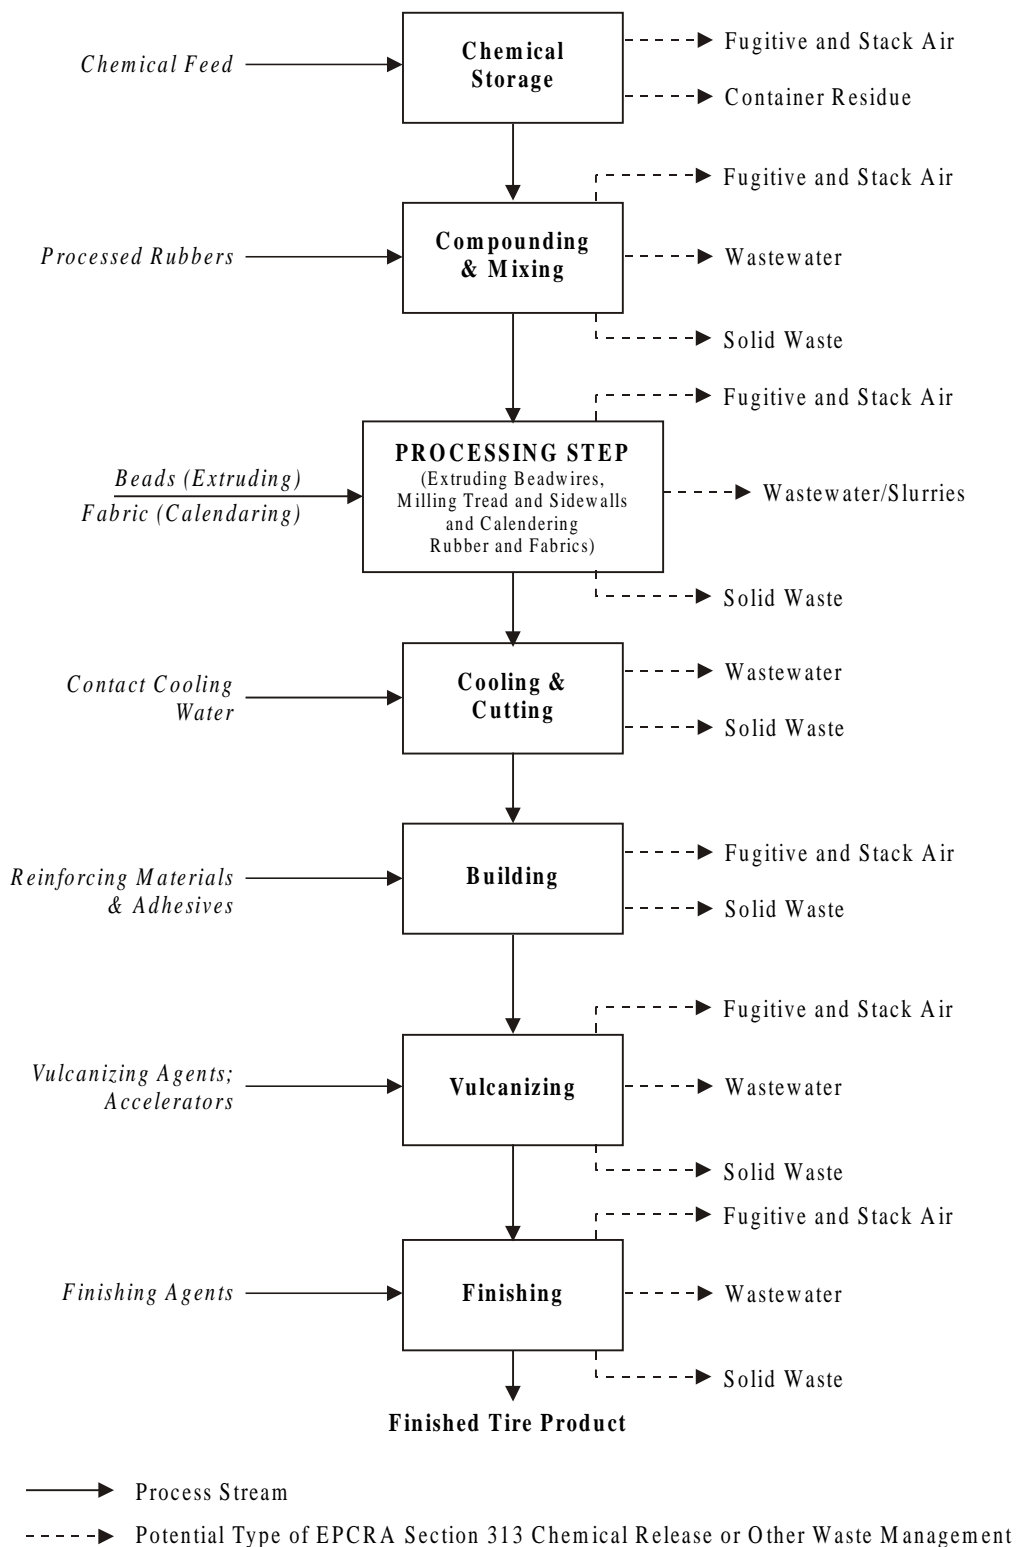 Chemical Feed
Chemical
Storage
Fugitive and Stack Air
Container Residue
Processed Rubbers
Compounding
& Mixing
Fugitive and Stack Air
Wastewater
Solid Waste
Beads (Extruding)
Fabric (Calendaring)
PROCESSING STEP
(Extruding Beadwires,
Milling Tread and Sidewalls
and Calendering
Rubber and Fabrics)
Fugitive and Stack Air
Wastewater/Slurries
Solid Waste
Contact Cooling
Water
Cooling &
Cutting
Wastewater
Solid Waste
Reinforcing Materials
& Adhesives
Building
Fugitive and Stack Air
Solid Waste
Vulcanizing Agents;
Accelerators
Vulcanizing
Fugitive and Stack Air
Wastewater
Solid Waste
Finishing Agents
Finishing
Fugitive and Stack Air
Wastewater
Solid Waste
Finished Tire Product
Process Stream
Potential Type of EPCRA Section 313 Chemical Release or Other Waste Management